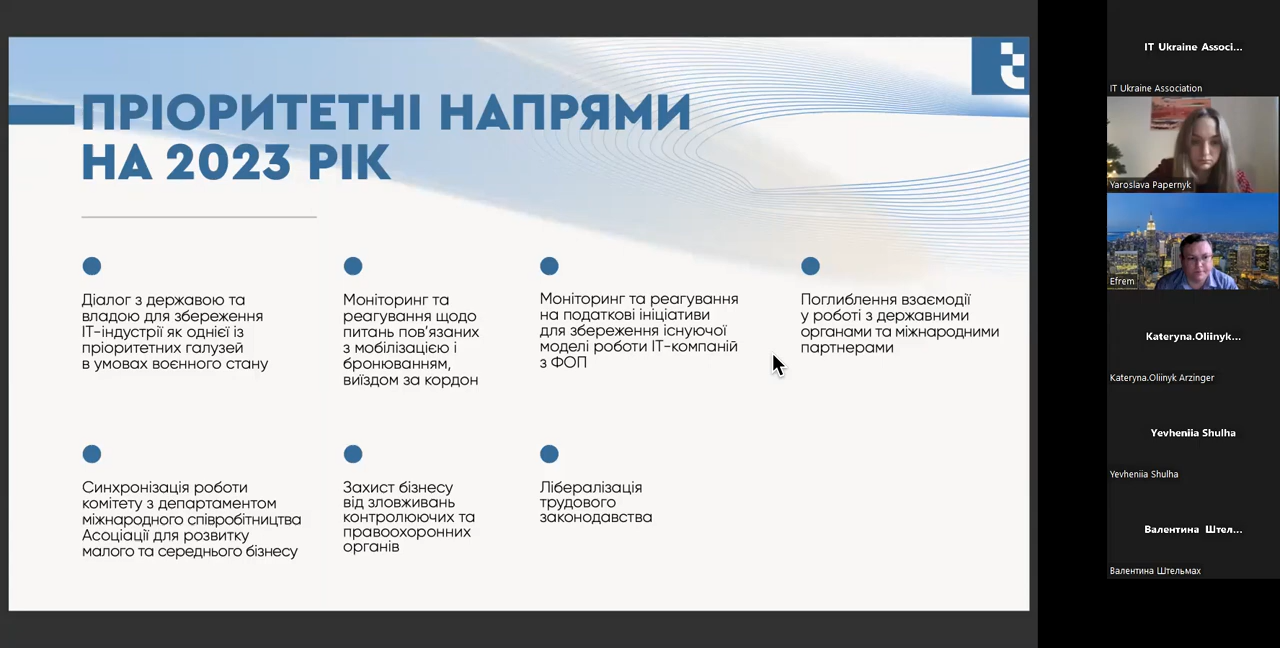 ПРІОРИТЕТНІ НАПРЯМИ
НА 2023 РІК
Діалог з державою та
владою для збереження
ІТ-індустрії як однієї із
пріоритетних галузей
в умовах воєнного стану
Моніторинг та
реагування щодо
питань пов’язаних
з мобілізацією і
бронюванням,
виїздом за кордон
Моніторинг та реагування
на податкові ініціативи
для збереження існуючої
моделі роботи ІТ-компаній
з ФОП
Поглиблення взаємодії
у роботі з державними
органами та міжнародними
партнерами
Синхронізація роботи
комітету з департаментом
міжнародного співробітництва
Асоціації для розвитку
малого та середнього бізнесу
Захист бізнесу
від зловживань
контролюючих та
правоохоронних
органів
Лібералізація
трудового
законодавства
IT Ukraine Associ...
IT Ukraine Association
Yaroslava Papernyk
Efrem
Kateryna.Oliinyk...
Kateryna.Oliinyk Arzinger
Yevheniia Shulha
Yevheniia Shulha
Валентина Штел...
Валентина Штельмах